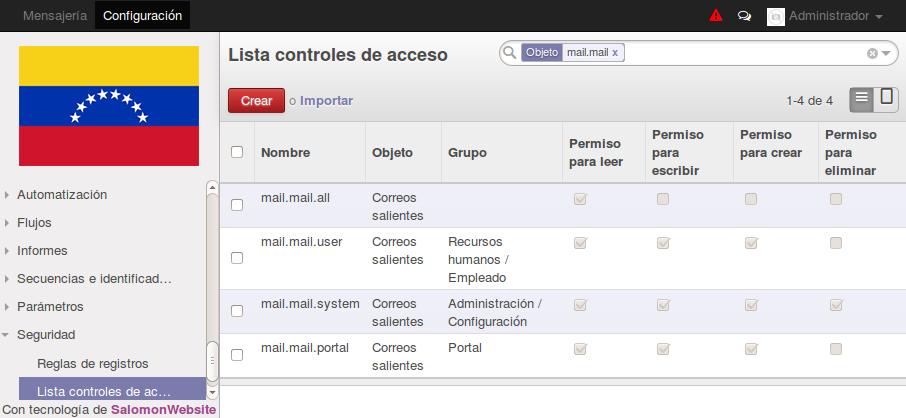 Mensajería Configuración Administrador
Lista controles de acceso Objeto mail.mail x
Crear o Importar 1-4 de 4
Automatización
Flujos
Informes
Secuencias e identificad...
Parámetros
Seguridad
Reglas de registros
Lista controles de ac...
Con tecnología de SalomonWebsite
Nombre Objeto Grupo Permiso para leer Permiso para escribir Permiso para crear Permiso para eliminar
mail.mail.all Correos salientes
mail.mail.user Correos salientes Recursos humanos / Empleado
mail.mail.system Correos salientes Administración / Configuración
mail.mail.portal Correos salientes Portal